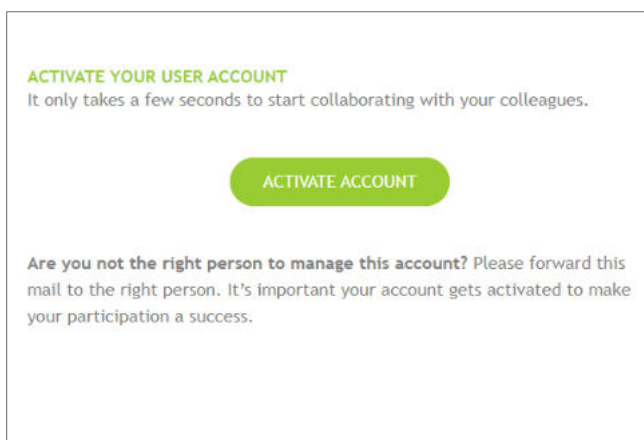 ACTIVATE YOUR USER ACCOUNT
It only takes a few seconds to start collaborating with your colleagues.
ACTIVATE ACCOUNT
Are you not the right person to manage this account? Please forward this
mail to the right person. It’s important your account gets activated to make
your participation a success.